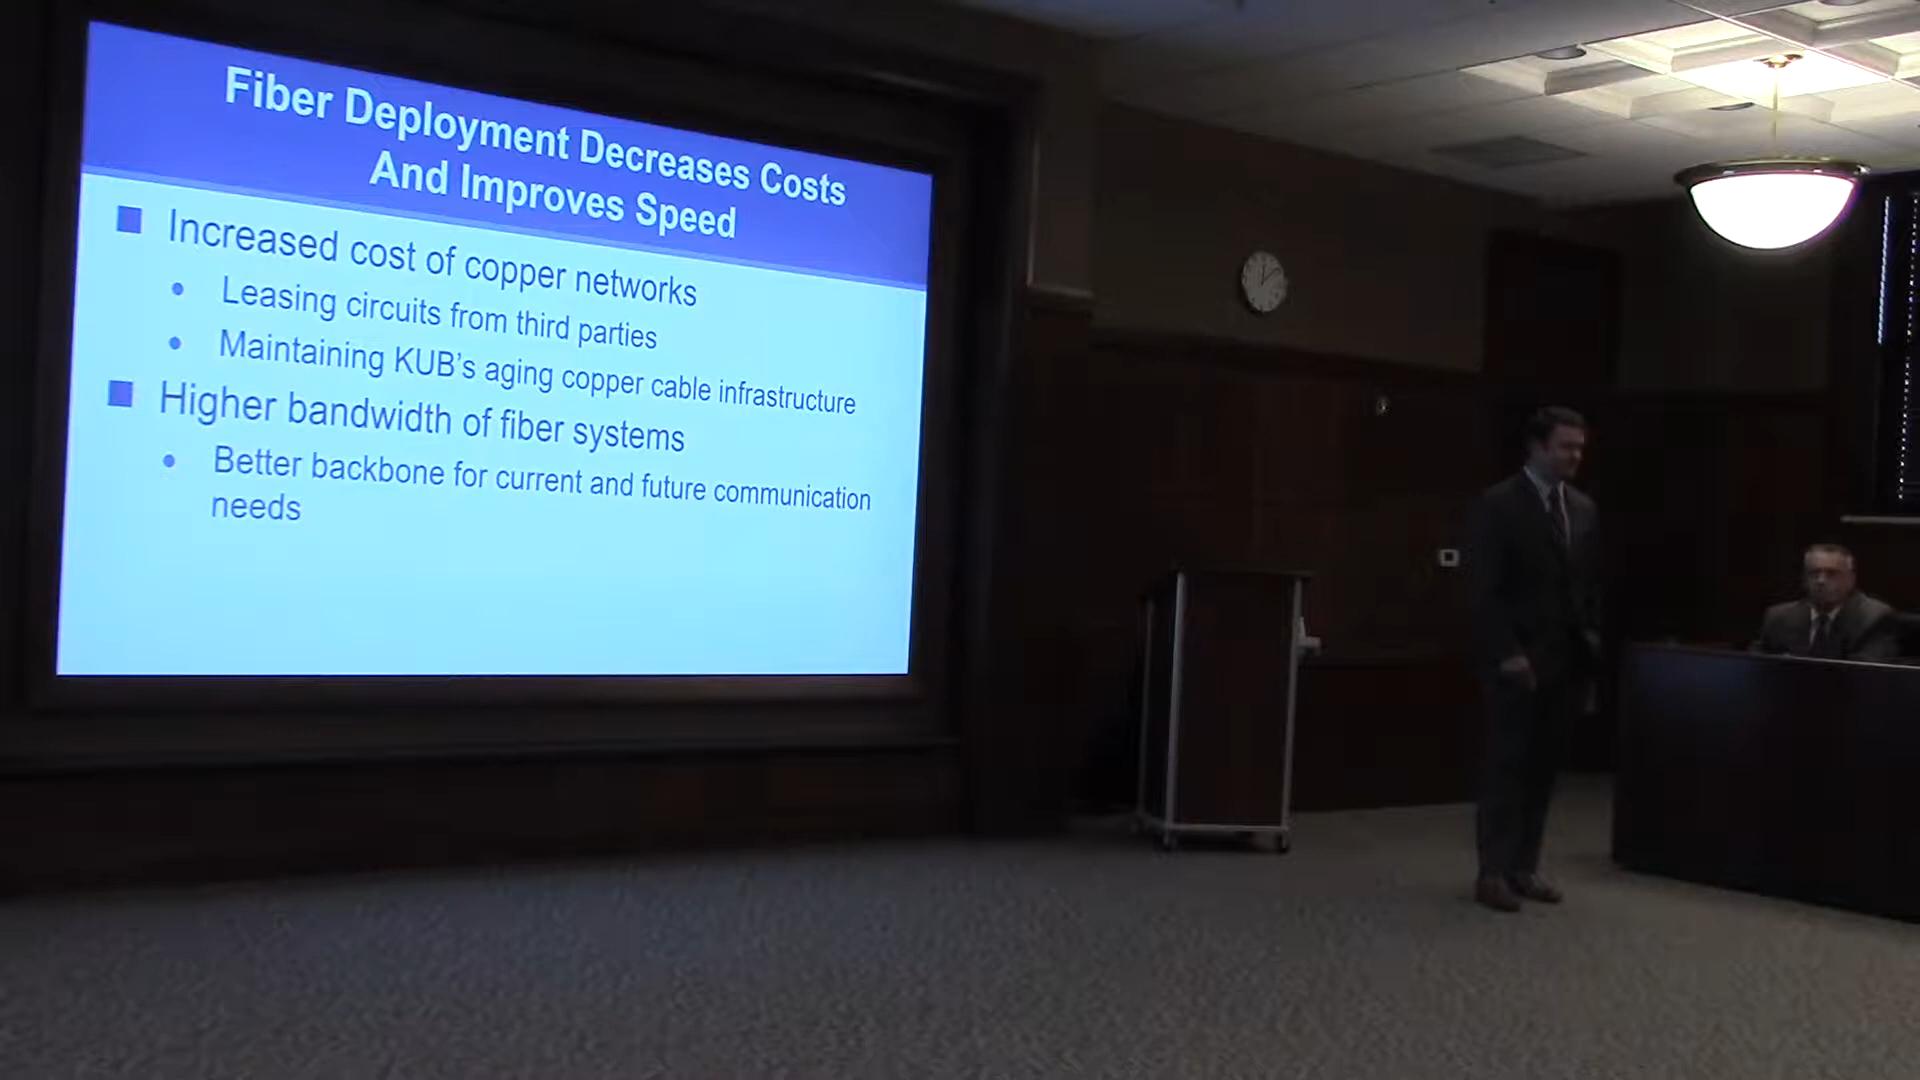 Fiber Deployment Decreases Costs
And Improves Speed
Increased cost of copper networks
Leasing circuits from third parties
Maintaining KUB's aging copper cable infrastructure
Higher bandwidth of fiber systems
Better backbone for current and future communication
needs